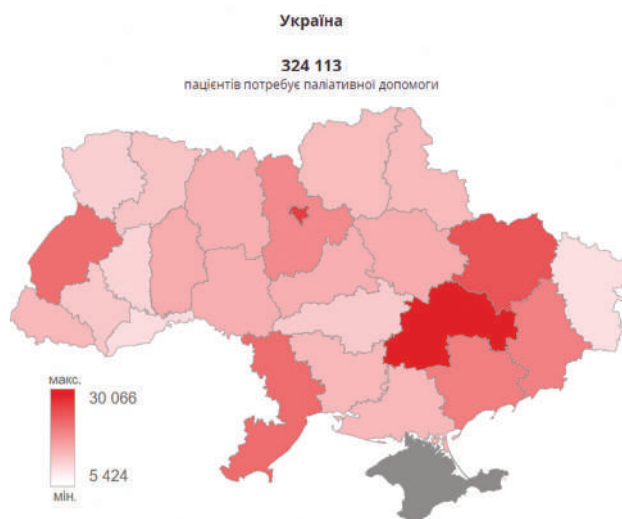 Україна
324 113
пацієнтів потребує паліативної допомоги
макс.
30 066
5 424
мін.